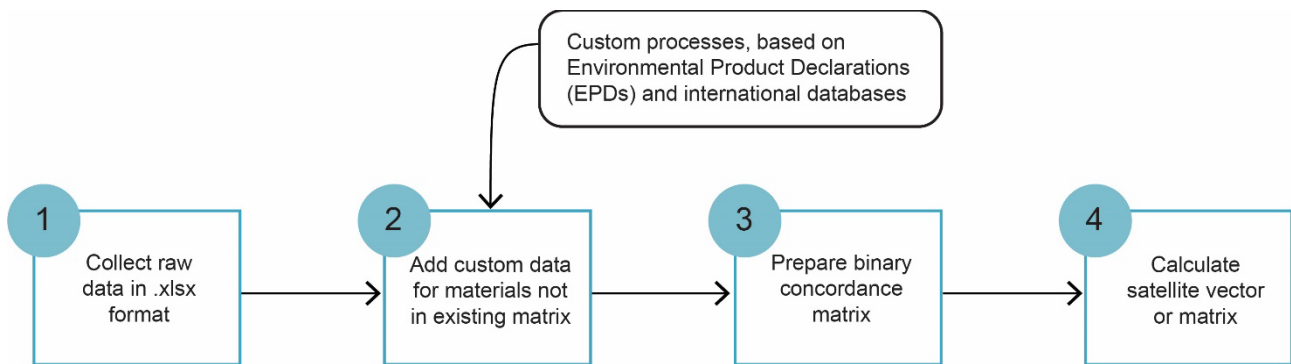 Custom processes, based on
Environmental Product Declarations
(EPDs) and international databases
1
Collect raw
data in .xlsx
format
2
Add custom data
for materials not
in existing matrix
3
Prepare binary
concordance
matrix
4
Calculate
satellite vector
or matrix